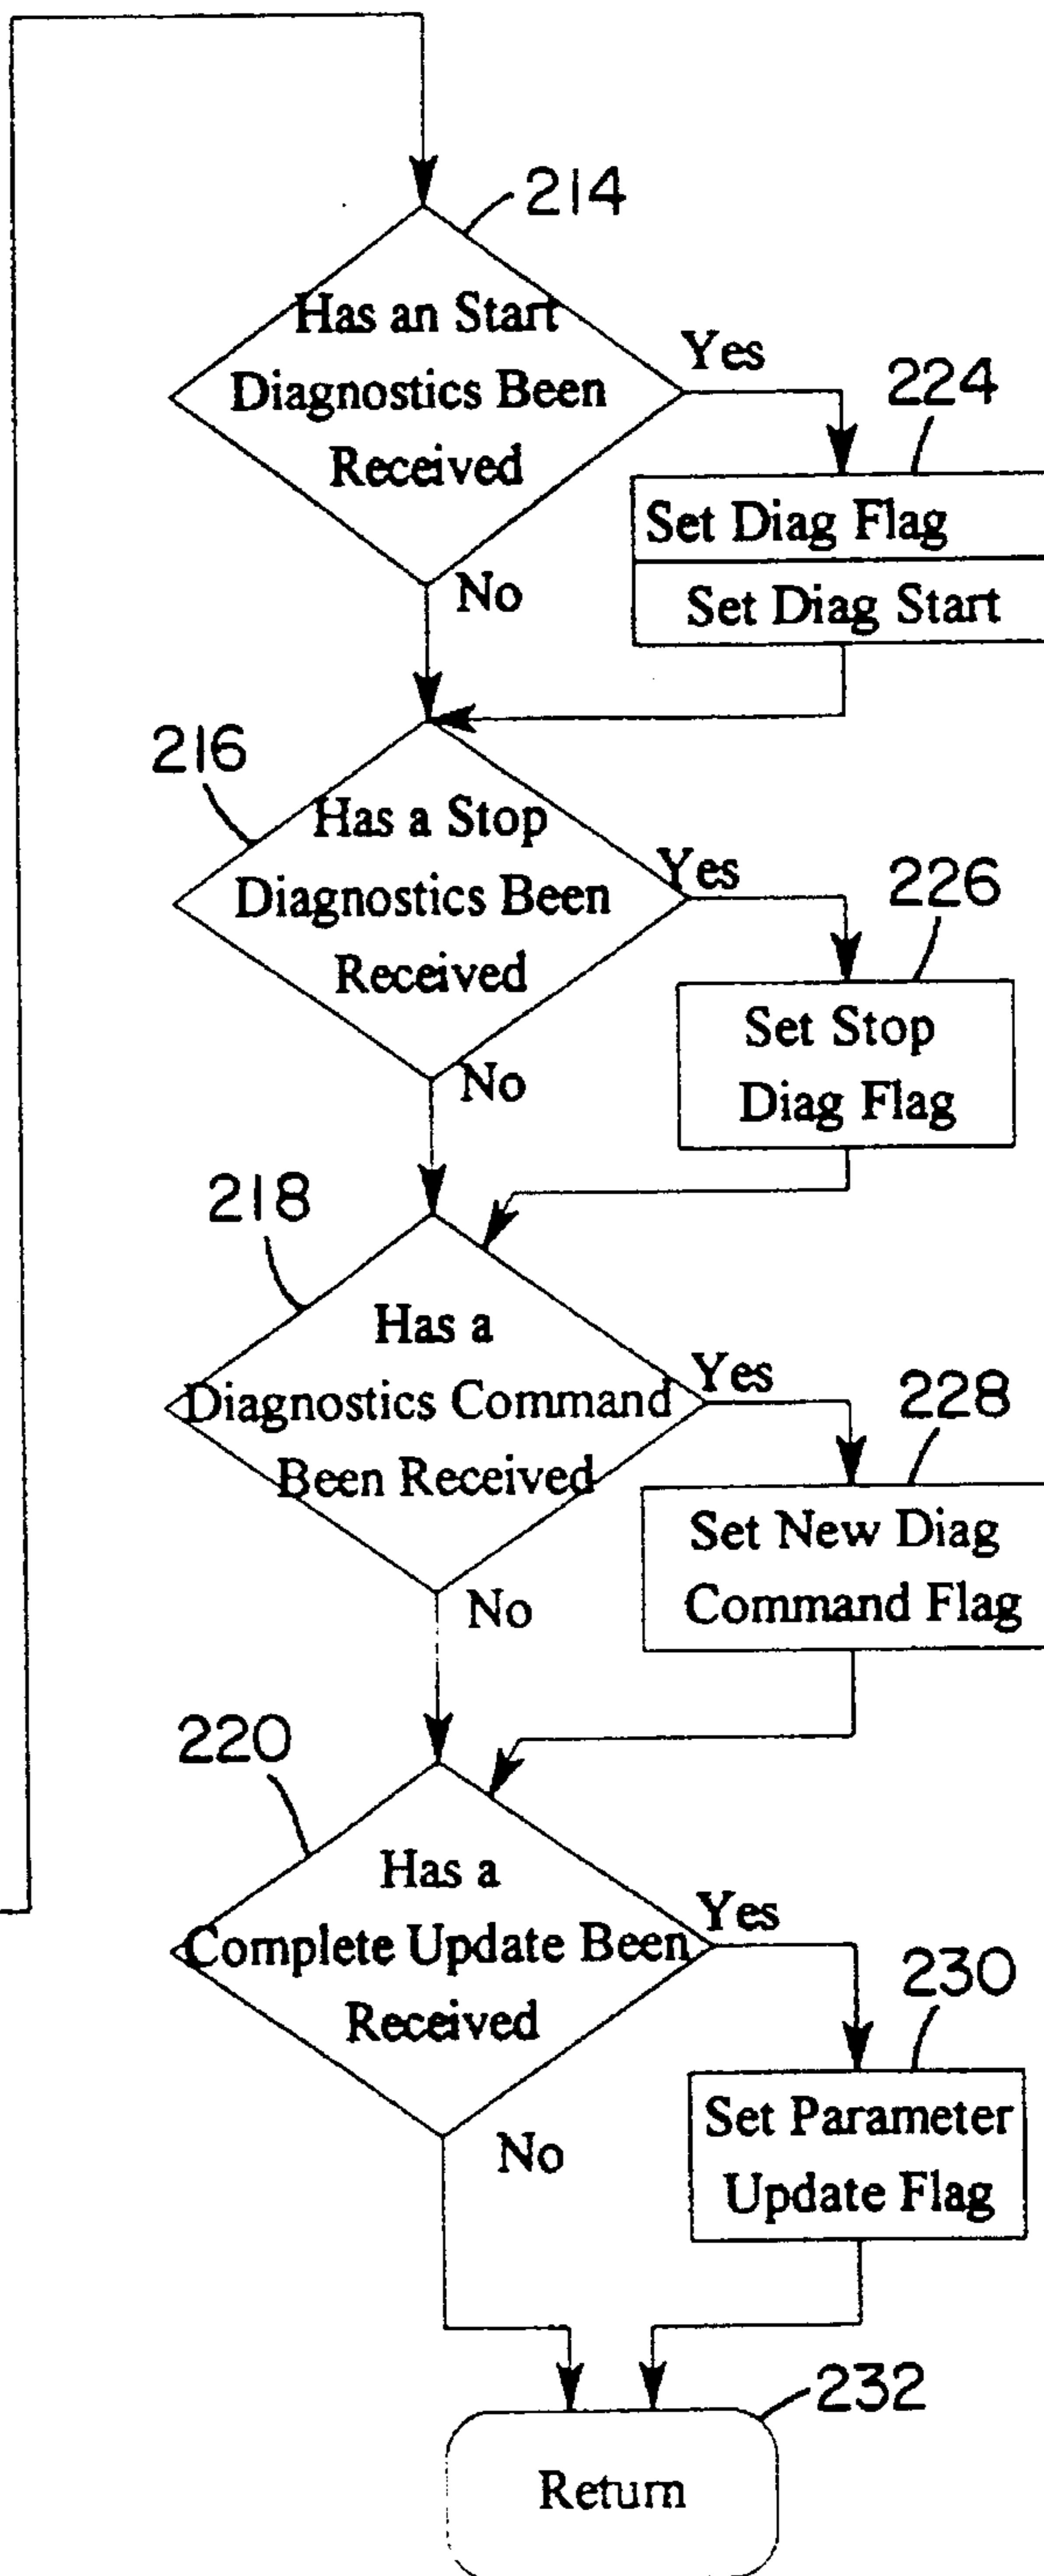 214
Has an Start
Diagnostics Been
Received
Yes
224
Set Diag Flag
Set Diag Start
No
216
Has a Stop
Diagnostics Been
Received
Yes
226
Set Stop
Diag Flag
No
218
Has a
Diagnostics Command
Been Received
Yes
228
Set New Diag
Command Flag
No
220
Has a
Complete Update Been
Received
Yes
230
Set Parameter
Update Flag
No
232
Return